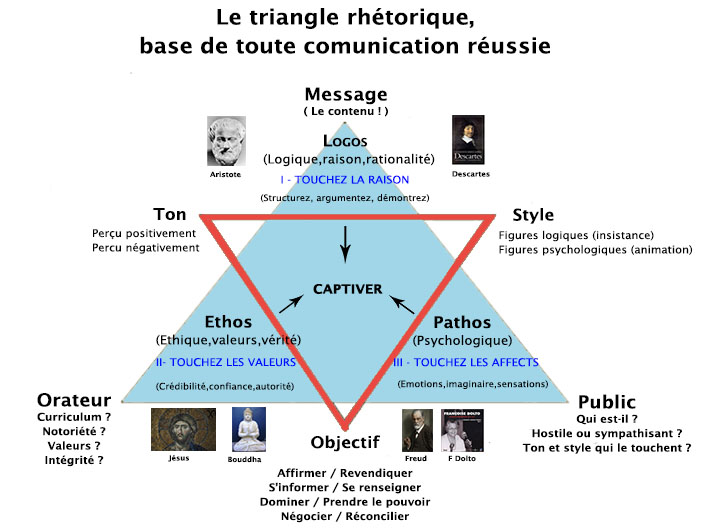 Le triangle rhétorique,
base de toute comunication réussie
Message
( Le contenu ! )
LOGOS
(Logique,raison,rationalité)
I - TOUCHEZ LA RAISON
(Structurez, argumentez, démontrez)
Aristote
Descartes
Descartes
Ton
Perçu positivement
Perçu négativement
Style
Figures logiques (insistance)
Figures psychologiques (animation)
CAPTIVER
Ethos
(Ethique,valeurs,vérité)
II- TOUCHEZ LES VALEURS
(Crédibilité,confiance,autorité)
Pathos
(Psychologique)
III - TOUCHEZ LES AFFECTS
(Emotions,imaginaire,sensations)
Orateur
Curriculum ?
Notoriété ?
Valeurs ?
Intégrité ?
Public
Qui est-il ?
Hostile ou sympathisant ?
Ton et style qui le touchent ?
Jésus
Bouddha
Objectif
FRANÇOISE DOLTO
Freud
F Dolto
Affirmer / Revendiquer
S'informer / Se renseigner
Dominer / Prendre le pouvoir
Négocier / Réconcilier